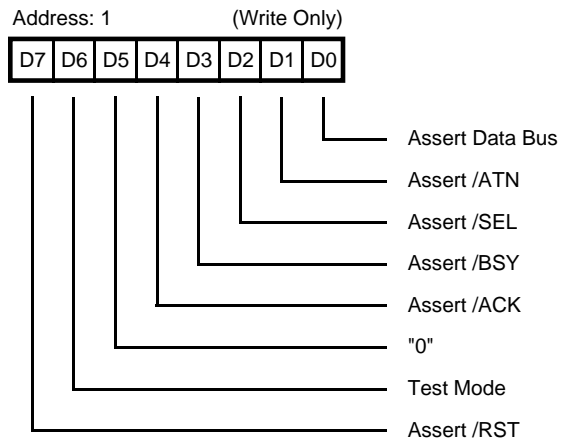 Address: 1 (Write Only)
D7 D6 D5 D4 D3 D2 D1 D0
Assert Data Bus
Assert /ATN
Assert /SEL
Assert /BSY
Assert /ACK
"0"
Test Mode
Assert /RST